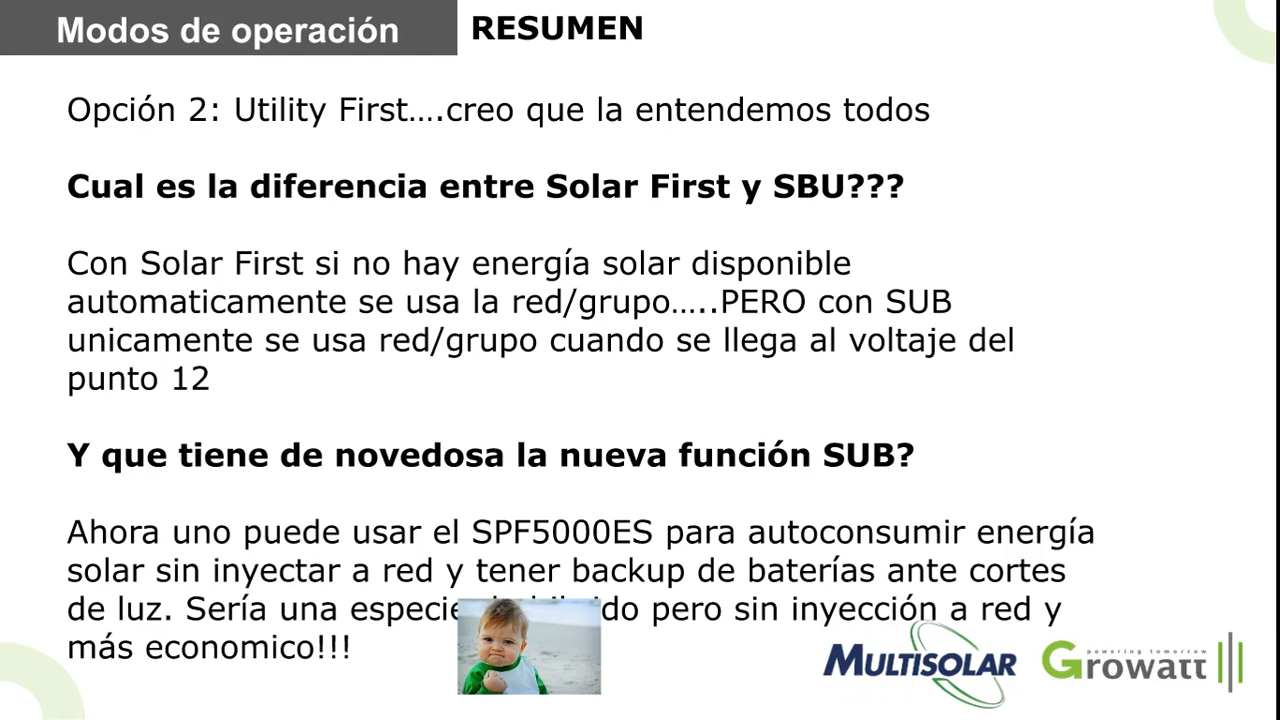 Modos de operación
RESUMEN
Opción 2: Utility First….creo que la entendemos todos
Cual es la diferencia entre Solar First y SBU???
Con Solar First si no hay energía solar disponible
automaticamente se usa la red/grupo…..PERO con SUB
unicamente se usa red/grupo cuando se llega al voltaje del
punto 12
Y que tiene de novedosa la nueva función SUB?
Ahora uno puede usar el SPF5000ES para autoconsumir energía
solar sin inyectar a red y tener backup de baterías ante cortes
de luz. Sería una especie pero sin inyección a red y
más economico!!!
MULTISOLAR
powering tomorrow
Growatt